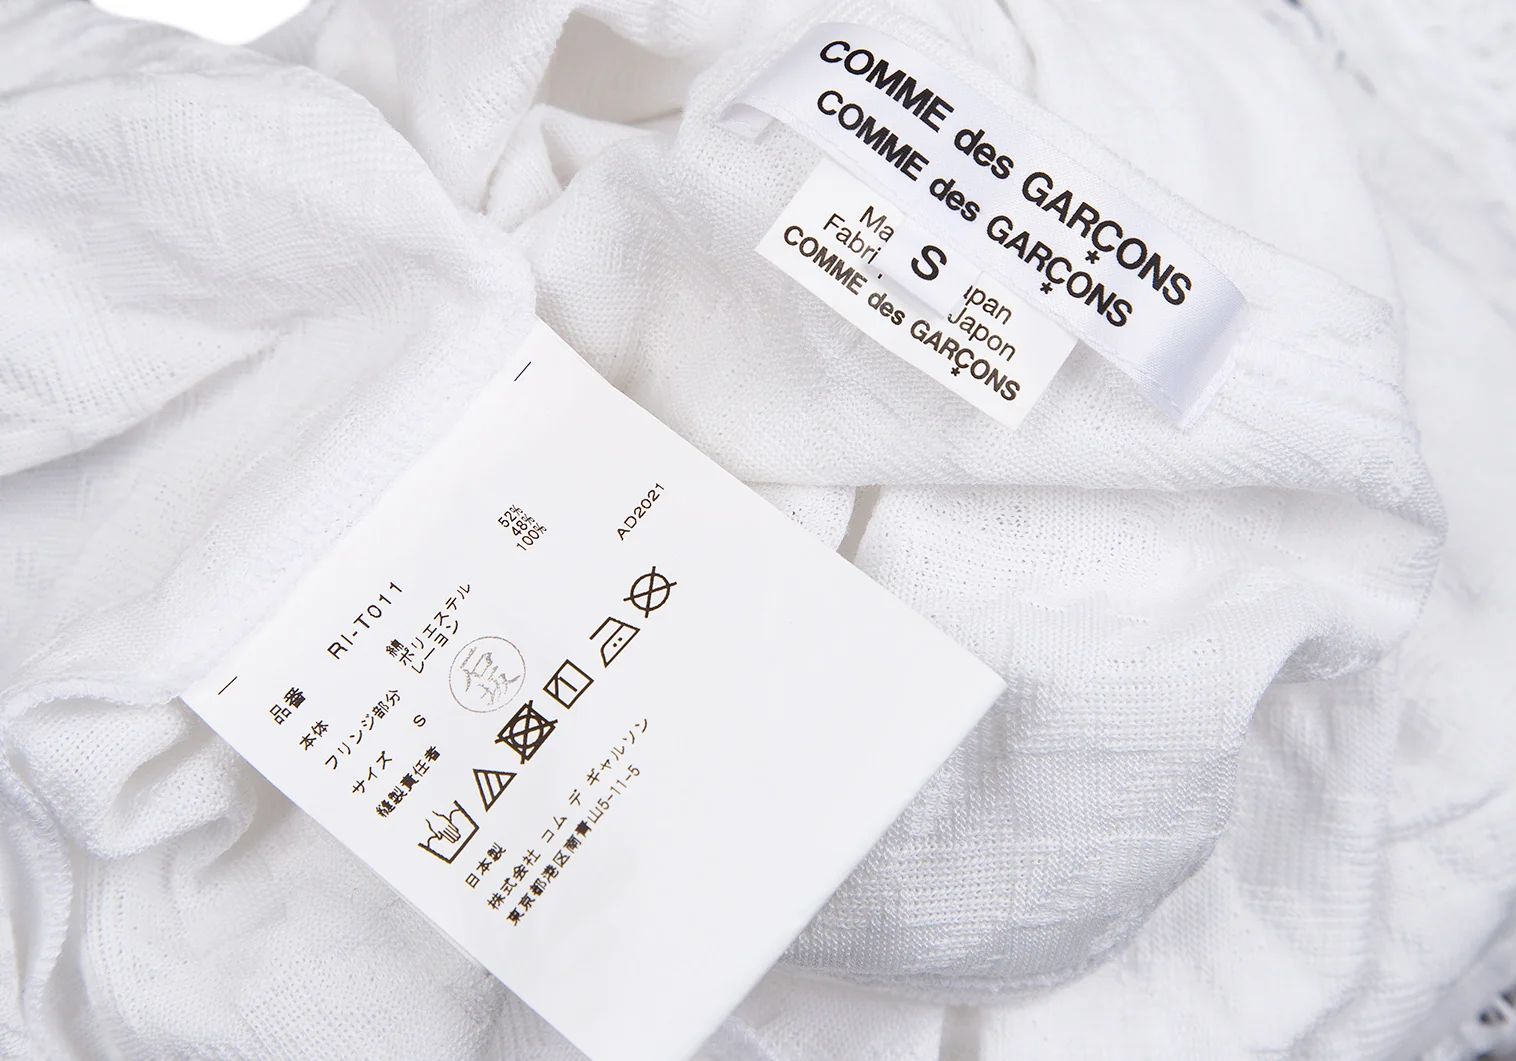 COMME des GARÇONS
COMME des GARÇONS
Ma
S
apan
Fabri
Japon
COMME des GARÇONS
品番 RI-T011
本体 綿 52%
ポリエステル 48%
フリンジ部分 レーヨン 100%
サイズ S
縫製責任者
AD2021
日本製
株式会社 コム デ ギャルソン
東京都港区南青山5-11-5